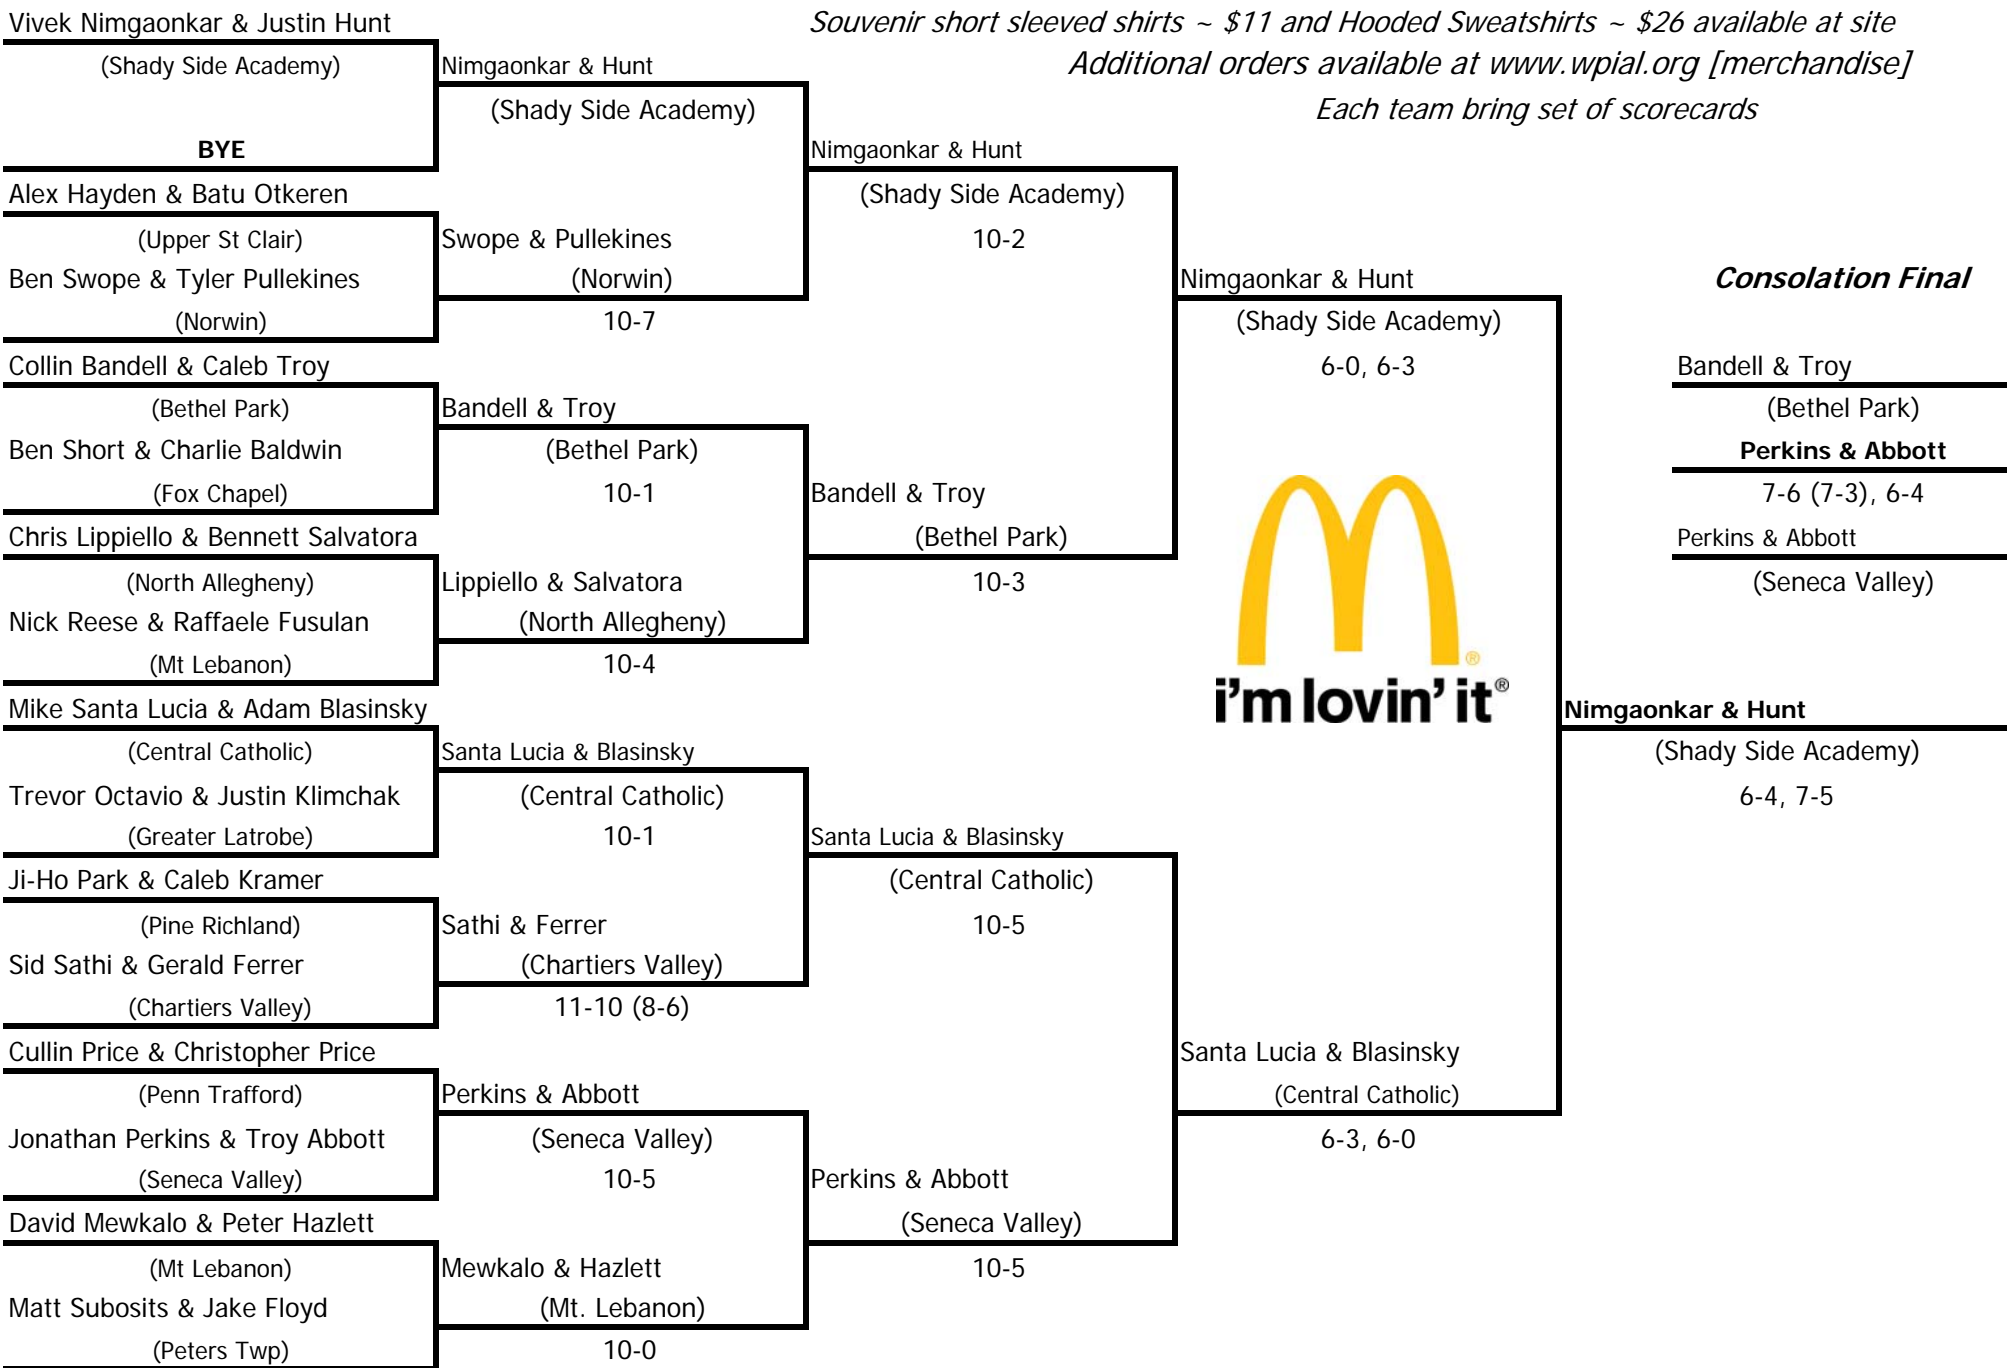 Vivek Nimgaonkar & Justin Hunt
Souvenir short sleeved shirts ~ $11 and Hooded Sweatshirts ~ $26 available at site
(Shady Side Academy)
Nimgaonkar & Hunt
Additional orders available at www.wpial.org [merchandise]
(Shady Side Academy)
Each team bring set of scorecards
BYE
Nimgaonkar & Hunt
Alex Hayden & Batu Otkeren
(Shady Side Academy)
(Upper St Clair)
Swope & Pullekines
10-2
Ben Swope & Tyler Pullekines
(Norwin)
Nimgaonkar & Hunt
Consolation Final
(Norwin)
10-7
(Shady Side Academy)
Collin Bandell & Caleb Troy
6-0, 6-3
Bandell & Troy
(Bethel Park)
Bandell & Troy
(Bethel Park)
Ben Short & Charlie Baldwin
(Bethel Park)
Perkins & Abbott
(Fox Chapel)
10-1
Bandell & Troy
7-6 (7-3), 6-4
Chris Lippiello & Bennett Salvatora
(Bethel Park)
Perkins & Abbott
(North Allegheny)
Lippiello & Salvatora
10-3
(Seneca Valley)
Nick Reese & Raffaele Fusulan
(North Allegheny)
(Mt Lebanon)
10-4
i'm lovin' it®
Mike Santa Lucia & Adam Blasinsky
Nimgaonkar & Hunt
(Central Catholic)
Santa Lucia & Blasinsky
(Shady Side Academy)
Trevor Octavio & Justin Klimchak
(Central Catholic)
6-4, 7-5
(Greater Latrobe)
10-1
Santa Lucia & Blasinsky
Ji-Ho Park & Caleb Kramer
(Central Catholic)
(Pine Richland)
Sathi & Ferrer
10-5
Sid Sathi & Gerald Ferrer
(Chartiers Valley)
(Chartiers Valley)
11-10 (8-6)
Cullin Price & Christopher Price
Santa Lucia & Blasinsky
(Penn Trafford)
Perkins & Abbott
(Central Catholic)
Jonathan Perkins & Troy Abbott
(Seneca Valley)
6-3, 6-0
(Seneca Valley)
10-5
Perkins & Abbott
David Mewkalo & Peter Hazlett
(Seneca Valley)
(Mt Lebanon)
Mewkalo & Hazlett
10-5
Matt Subosits & Jake Floyd
(Mt. Lebanon)
(Peters Twp)
10-0